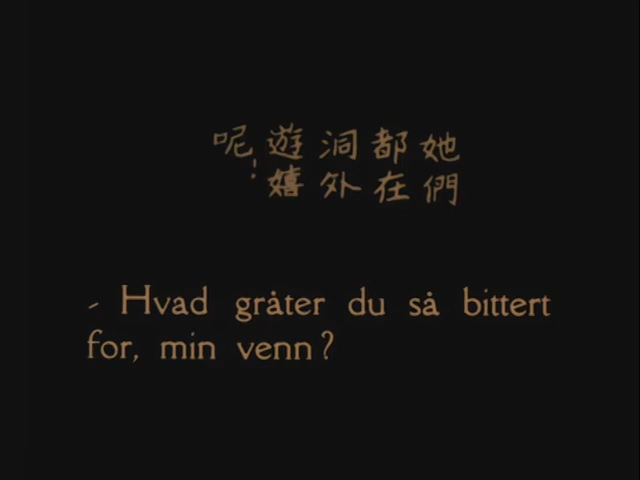 她們
都在
洞外
遊嬉
呢!
- Hvad gråter du så bittert
for, min venn?